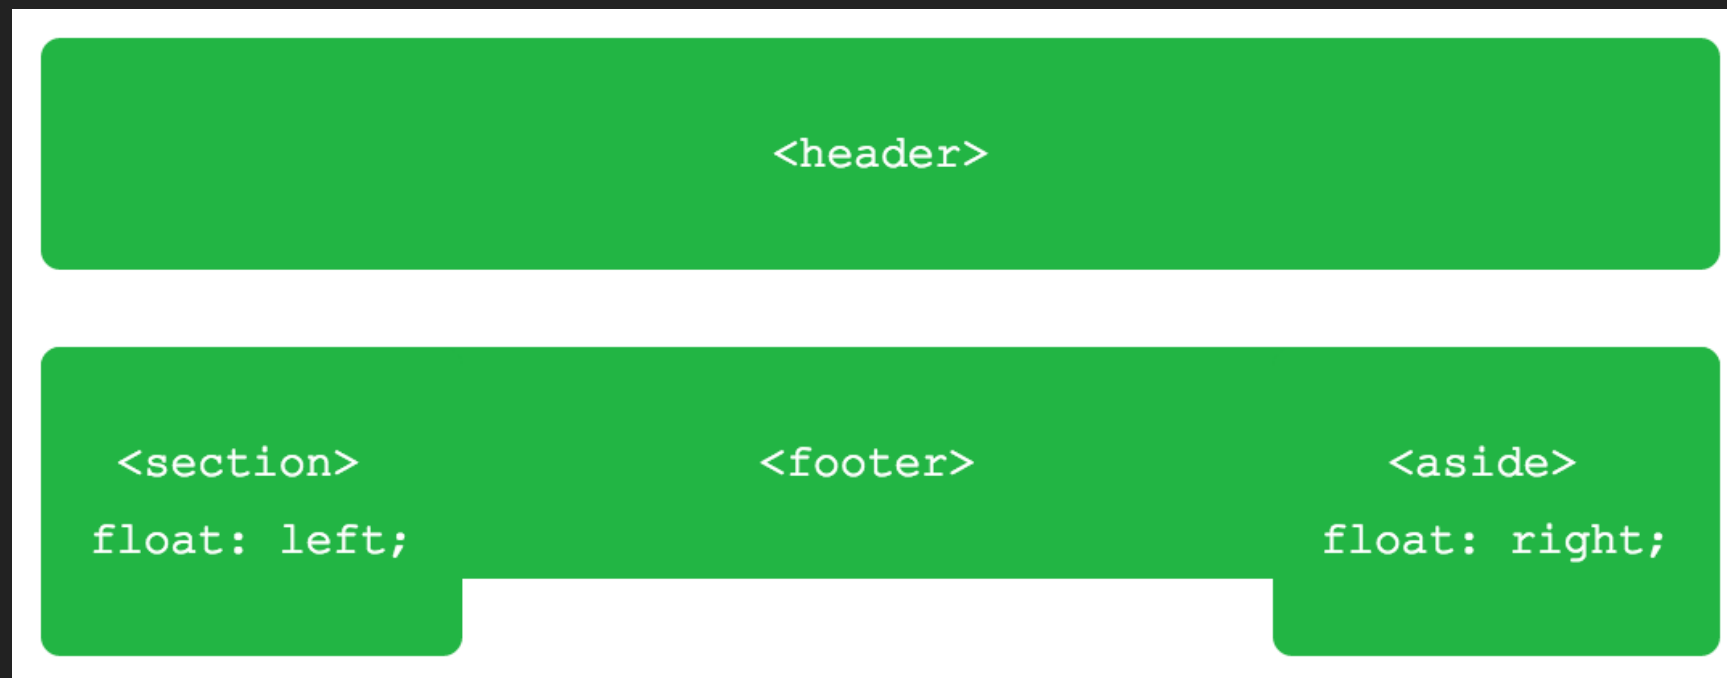 <header>
<section>
float: left;
<footer>
<aside>
float: right;